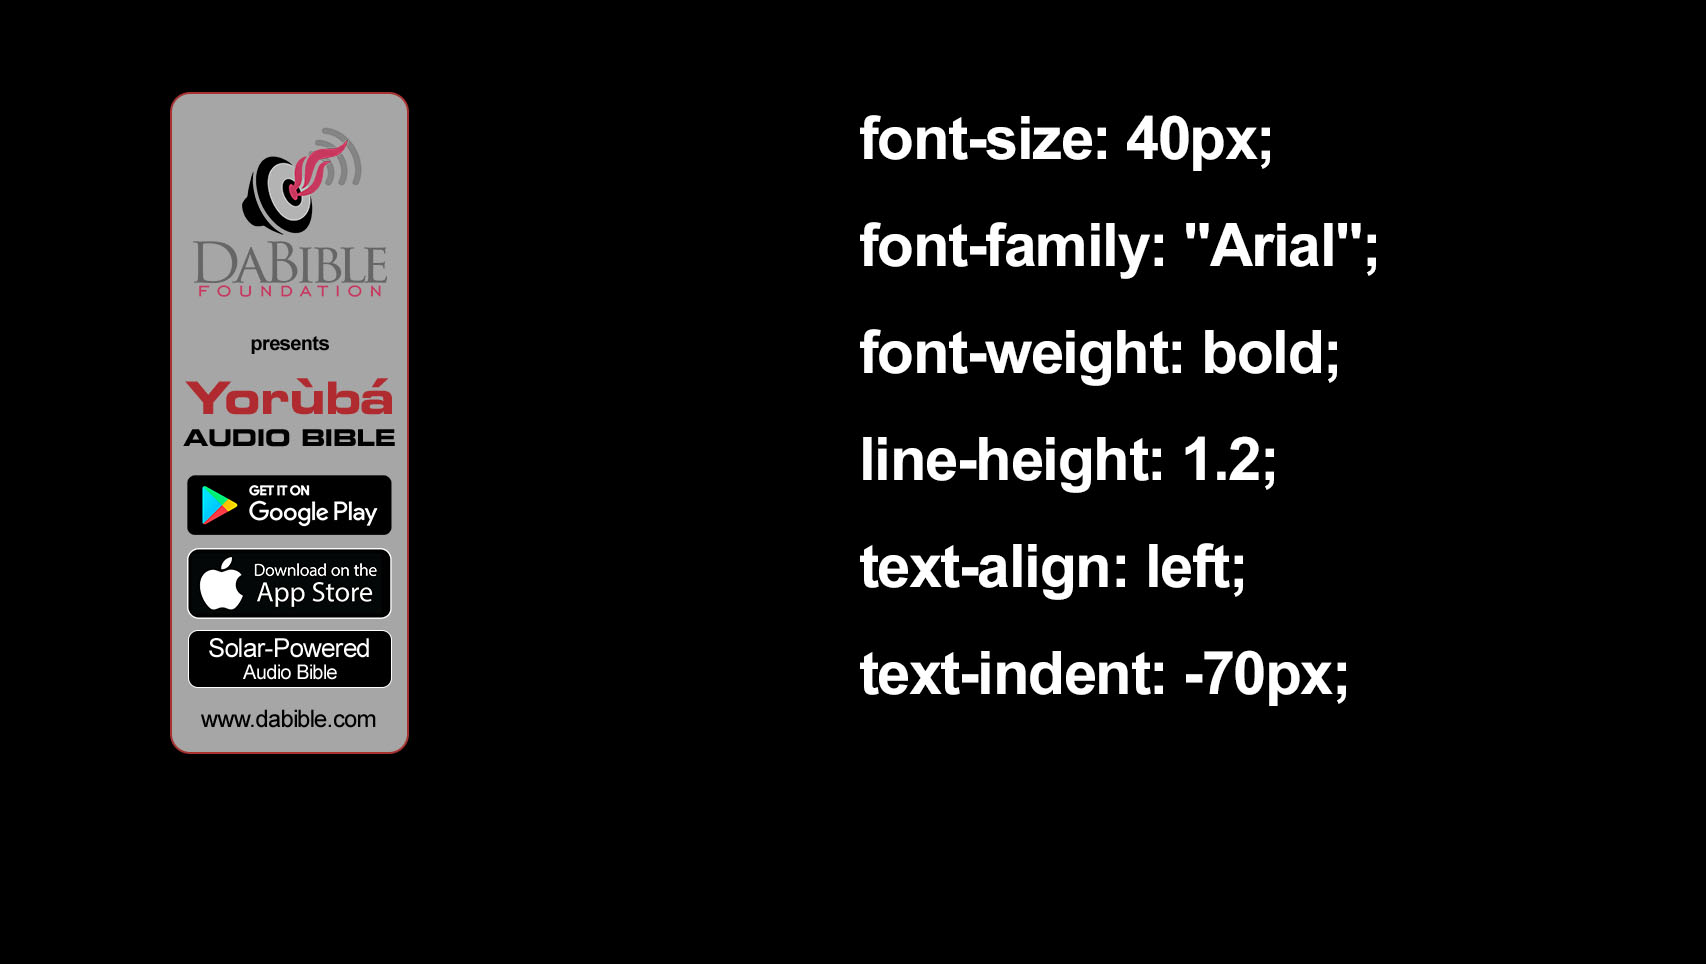 DABIBLE
FOUNDATION
presents
Yorùbá
AUDIO BIBLE
GET IT ON
Google Play
Download on the
App Store
Solar-Powered
Audio Bible
www.dabible.com
font-size: 40px;
font-family: "Arial";
font-weight: bold;
line-height: 1.2;
text-align: left;
text-indent: -70px;